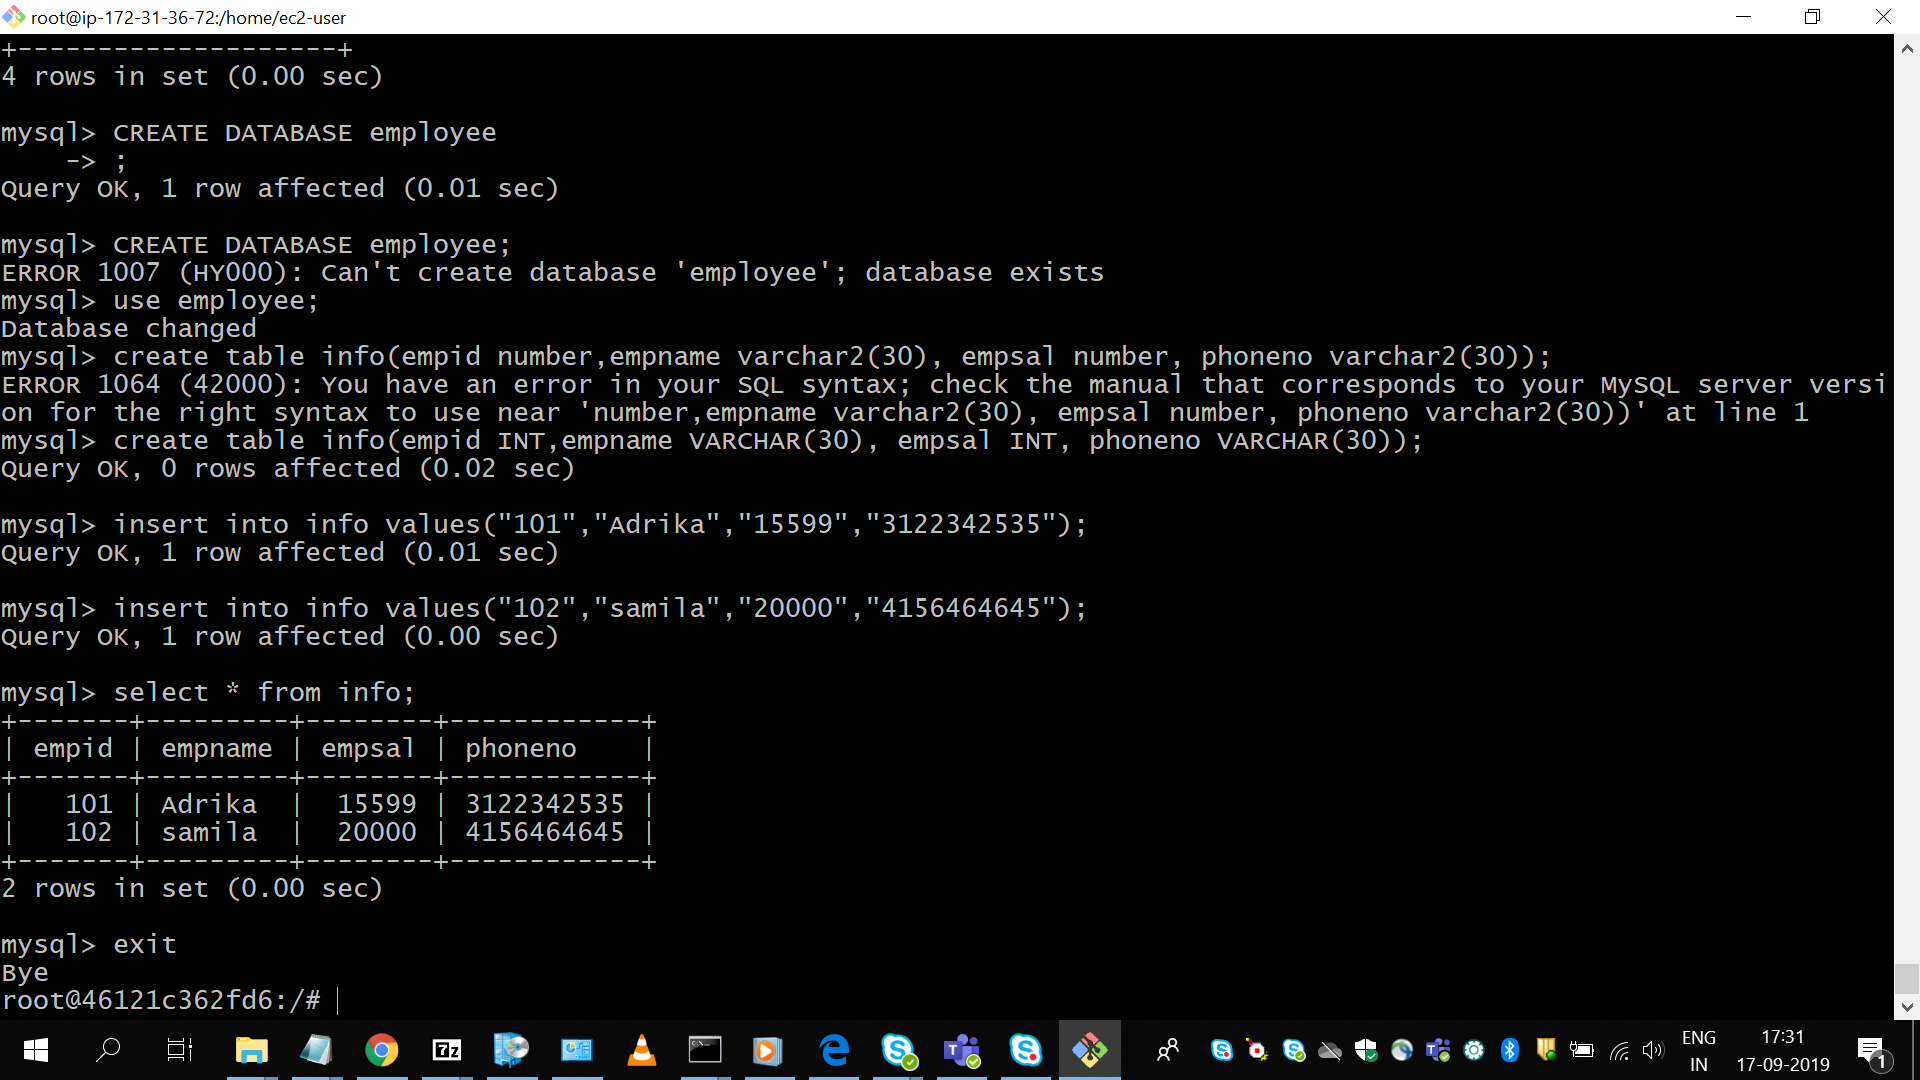 root@ip-172-31-36-72:/home/ec2-user
+--------------------+
4 rows in set (0.00 sec)
mysql> CREATE DATABASE employee
    -> ;
Query OK, 1 row affected (0.01 sec)
mysql> CREATE DATABASE employee;
ERROR 1007 (HY000): Can't create database 'employee'; database exists
mysql> use employee;
Database changed
mysql> create table info(empid number,empname varchar2(30), empsal number, phoneno varchar2(30));
ERROR 1064 (42000): You have an error in your SQL syntax; check the manual that corresponds to your MySQL server versi
on for the right syntax to use near 'number,empname varchar2(30), empsal number, phoneno varchar2(30))' at line 1
mysql> create table info(empid INT,empname VARCHAR(30), empsal INT, phoneno VARCHAR(30));
Query OK, 0 rows affected (0.02 sec)
mysql> insert into info values("101","Adrika","15599","3122342535");
Query OK, 1 row affected (0.01 sec)
mysql> insert into info values("102","samila","20000","4156464645");
Query OK, 1 row affected (0.00 sec)
mysql> select * from info;
+-------+---------+--------+------------+
| empid | empname | empsal | phoneno    |
+-------+---------+--------+------------+
|   101 | Adrika  |  15599 | 3122342535 |
|   102 | samila  |  20000 | 4156464645 |
+-------+---------+--------+------------+
2 rows in set (0.00 sec)
mysql> exit
Bye
root@46121c362fd6:/#
7z
ENG
IN
17:31
17-09-2019
1